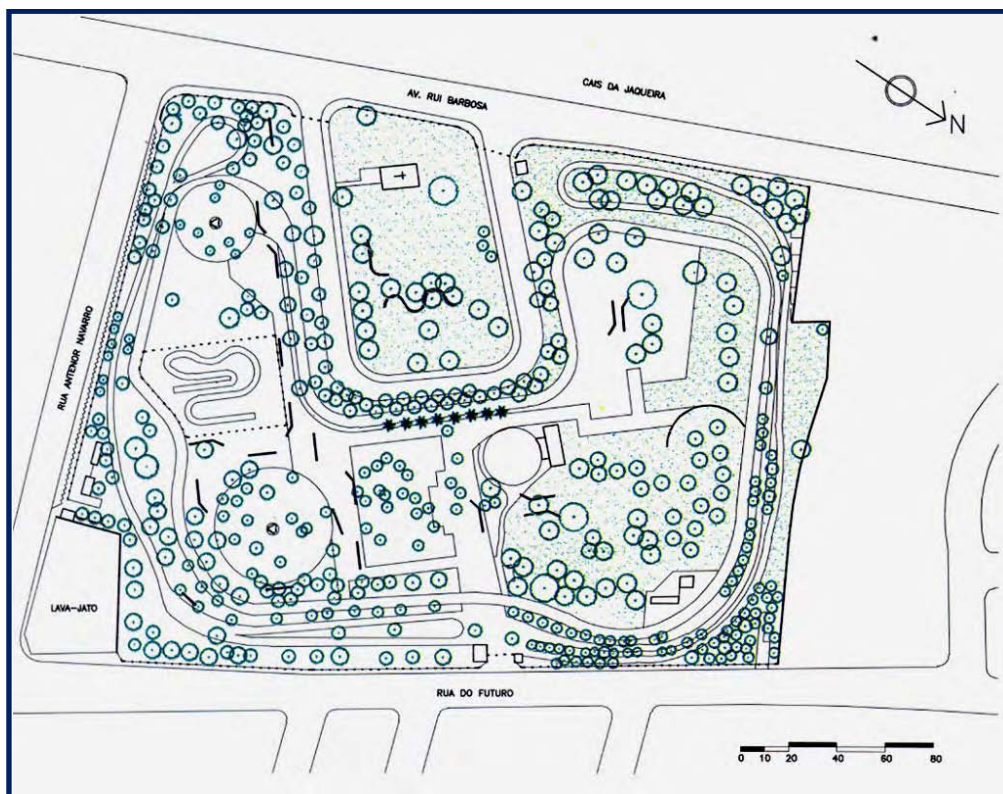 CAIS DA JAQUEIRA
AV. RUI BARBOSA
N
RUA ANTENOR NAVARRO
LAVA-JATO
RUA DO FUTURO
0 10 20 40 60 80